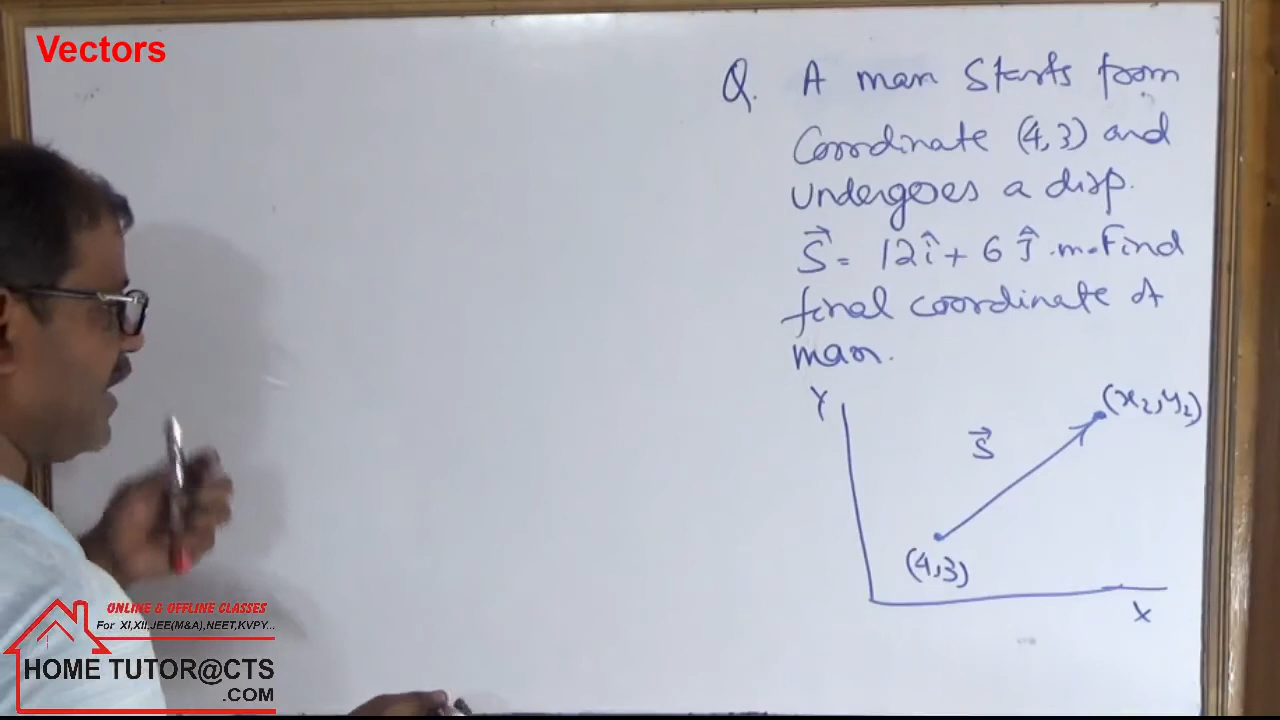 Vectors
Q. A man Starts from
Coordinate (4,3) and
undergoes a disp.
S⃗ = 12î + 6ĵ .m. Find
final coordinate of
man.
Y
(x₂,y₂)
S⃗
(4,3)
X
ONLINE & OFFLINE CLASSES
For XI,XII,JEE(M&A),NEET,KVPY...
HOME TUTOR@CTS
.COM